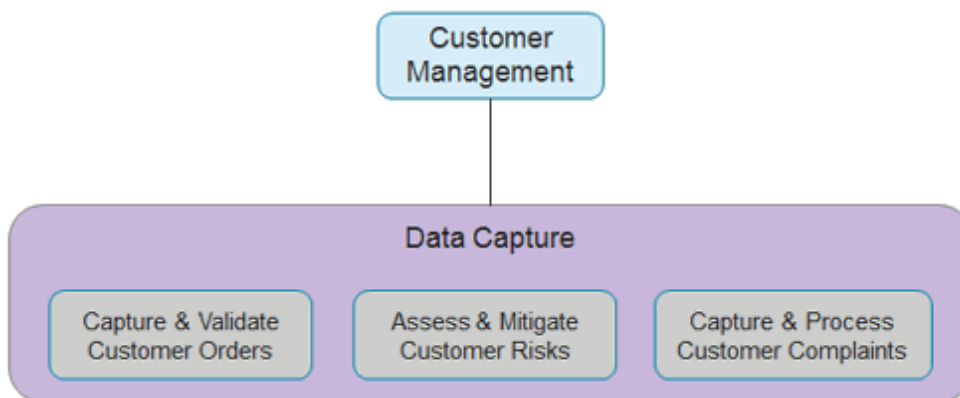 Customer
Management
Data Capture
Capture & Validate
Customer Orders
Assess & Mitigate
Customer Risks
Capture & Process
Customer Complaints